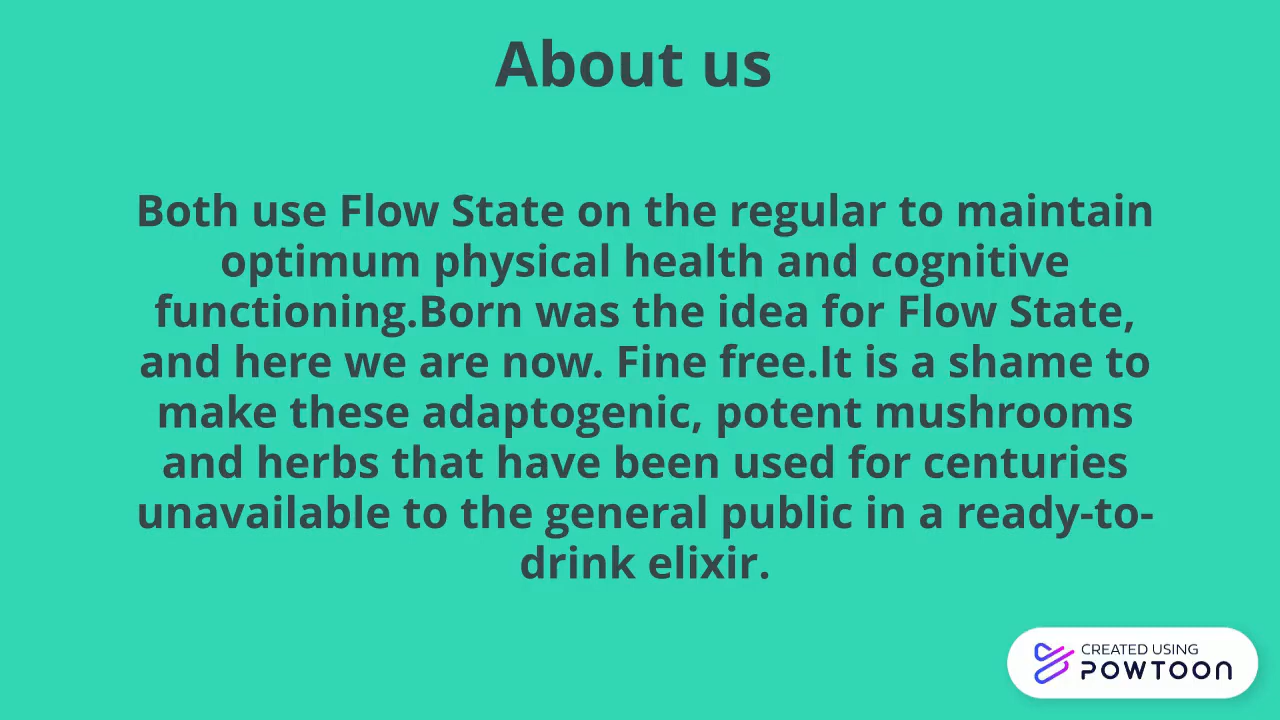 About us
Both use Flow State on the regular to maintain
optimum physical health and cognitive
functioning.Born was the idea for Flow State,
and here we are now. Fine free.It is a shame to
make these adaptogenic, potent mushrooms
and herbs that have been used for centuries
unavailable to the general public in a ready-to-
drink elixir.
CREATED USING
POWTOON